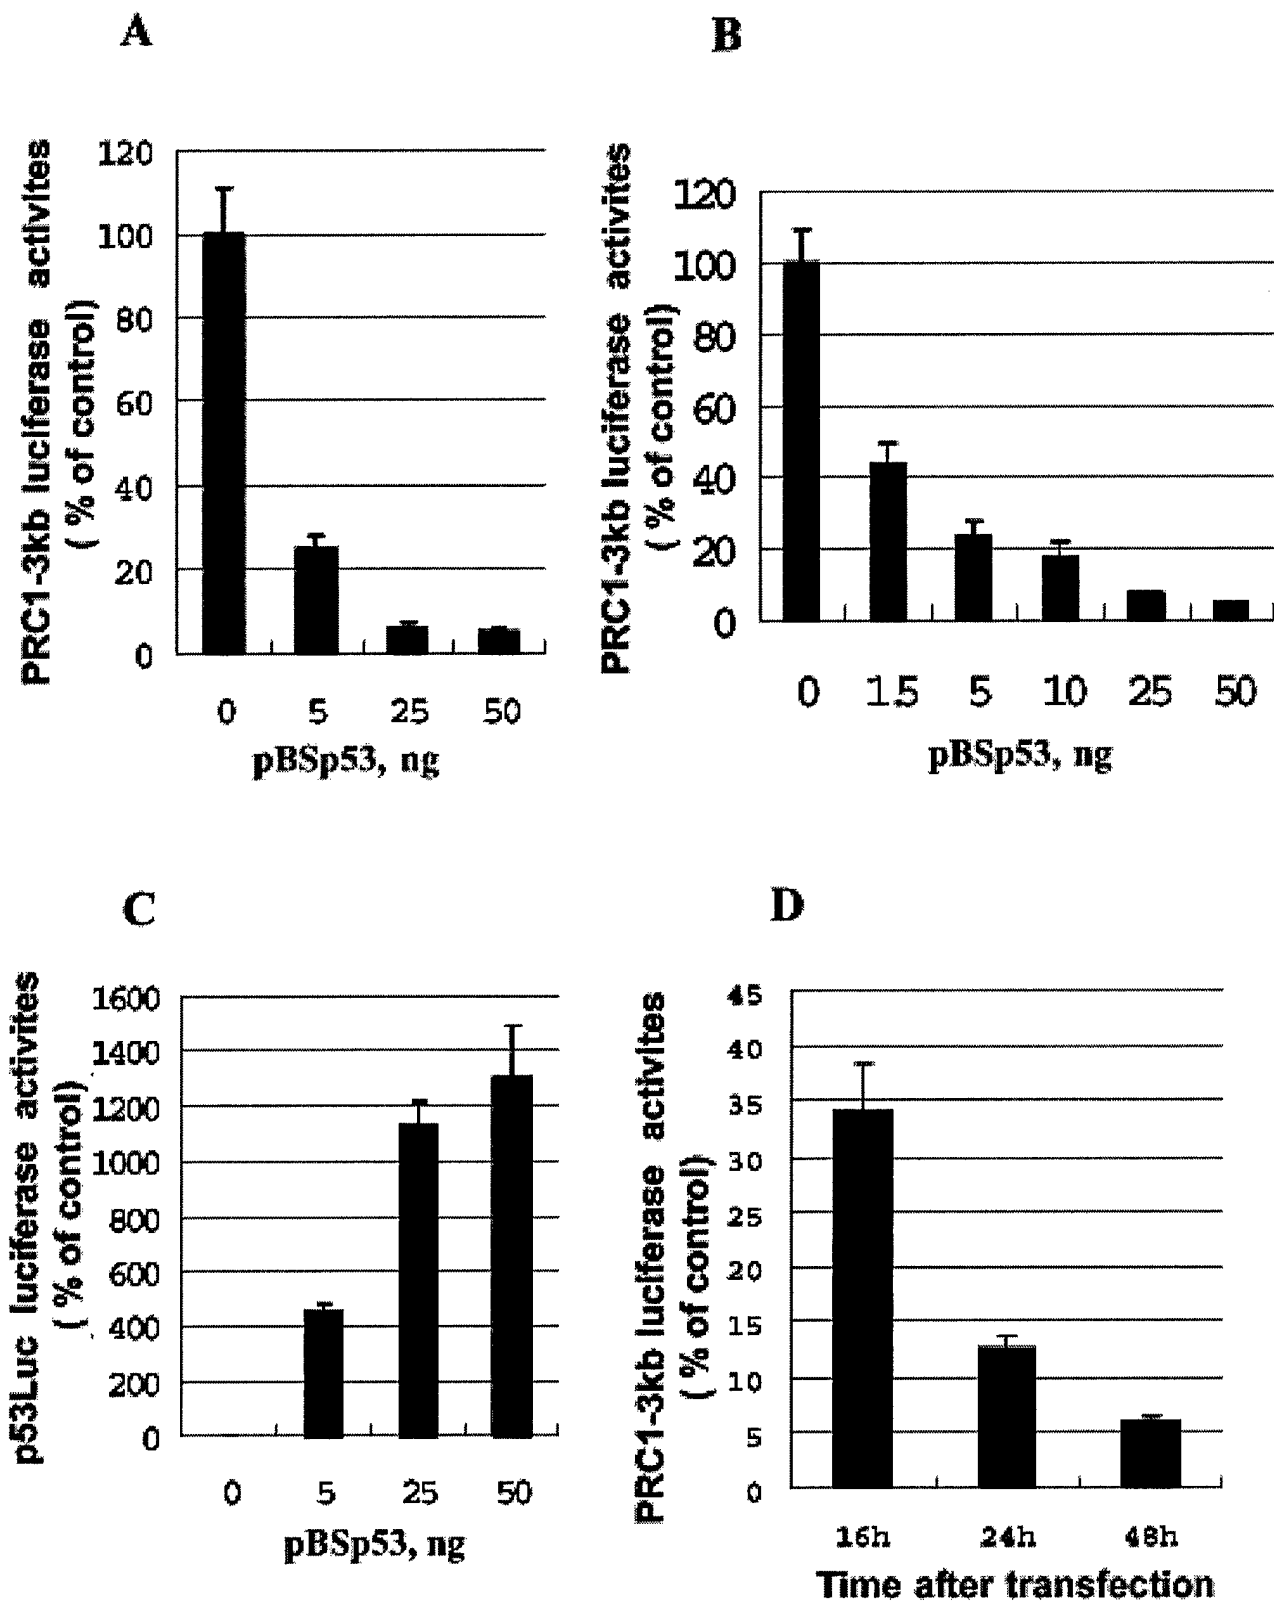 A
PRC1-3kb luciferase activites
( % of control)
120
100
80
60
40
20
0
0 5 25 50
pBSp53, ng
B
PRC1-3kb luciferase activites
( % of control)
120
100
80
60
40
20
0
0 1.5 5 10 25 50
pBSp53, ng
C
p53Luc luciferase activites
( % of control)
1600
1400
1200
1000
800
600
400
200
0
0 5 25 50
pBSp53, ng
D
PRC1-3kb luciferase activites
( % of control)
45
40
35
30
25
20
15
10
5
0
16h 24h 48h
Time after transfection